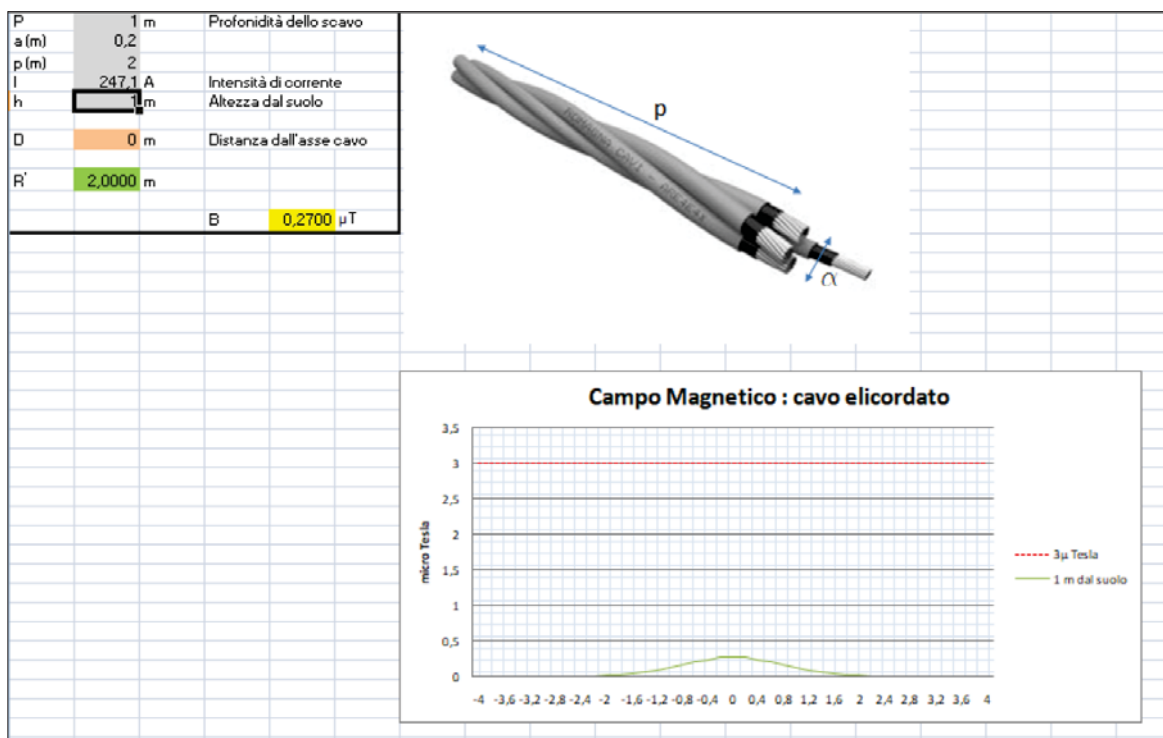 P 1 m Profonidità dello scavo
a (m) 0,2
p (m) 2
I 247,1 A Intensità di corrente
h 1 m Altezza dal suolo
D 0 m Distanza dall'asse cavo
R' 2,0000 m
B 0,2700 µT
p
α
Campo Magnetico : cavo elicordato
3,5
3
2,5
2
1,5
1
0,5
0
micro Tesla
-4 -3,6 -3,2 -2,8 -2,4 -2 -1,6 -1,2 -0,8 -0,4 0 0,4 0,8 1,2 1,6 2 2,4 2,8 3,2 3,6 4
3µ Tesla
1 m dal suolo